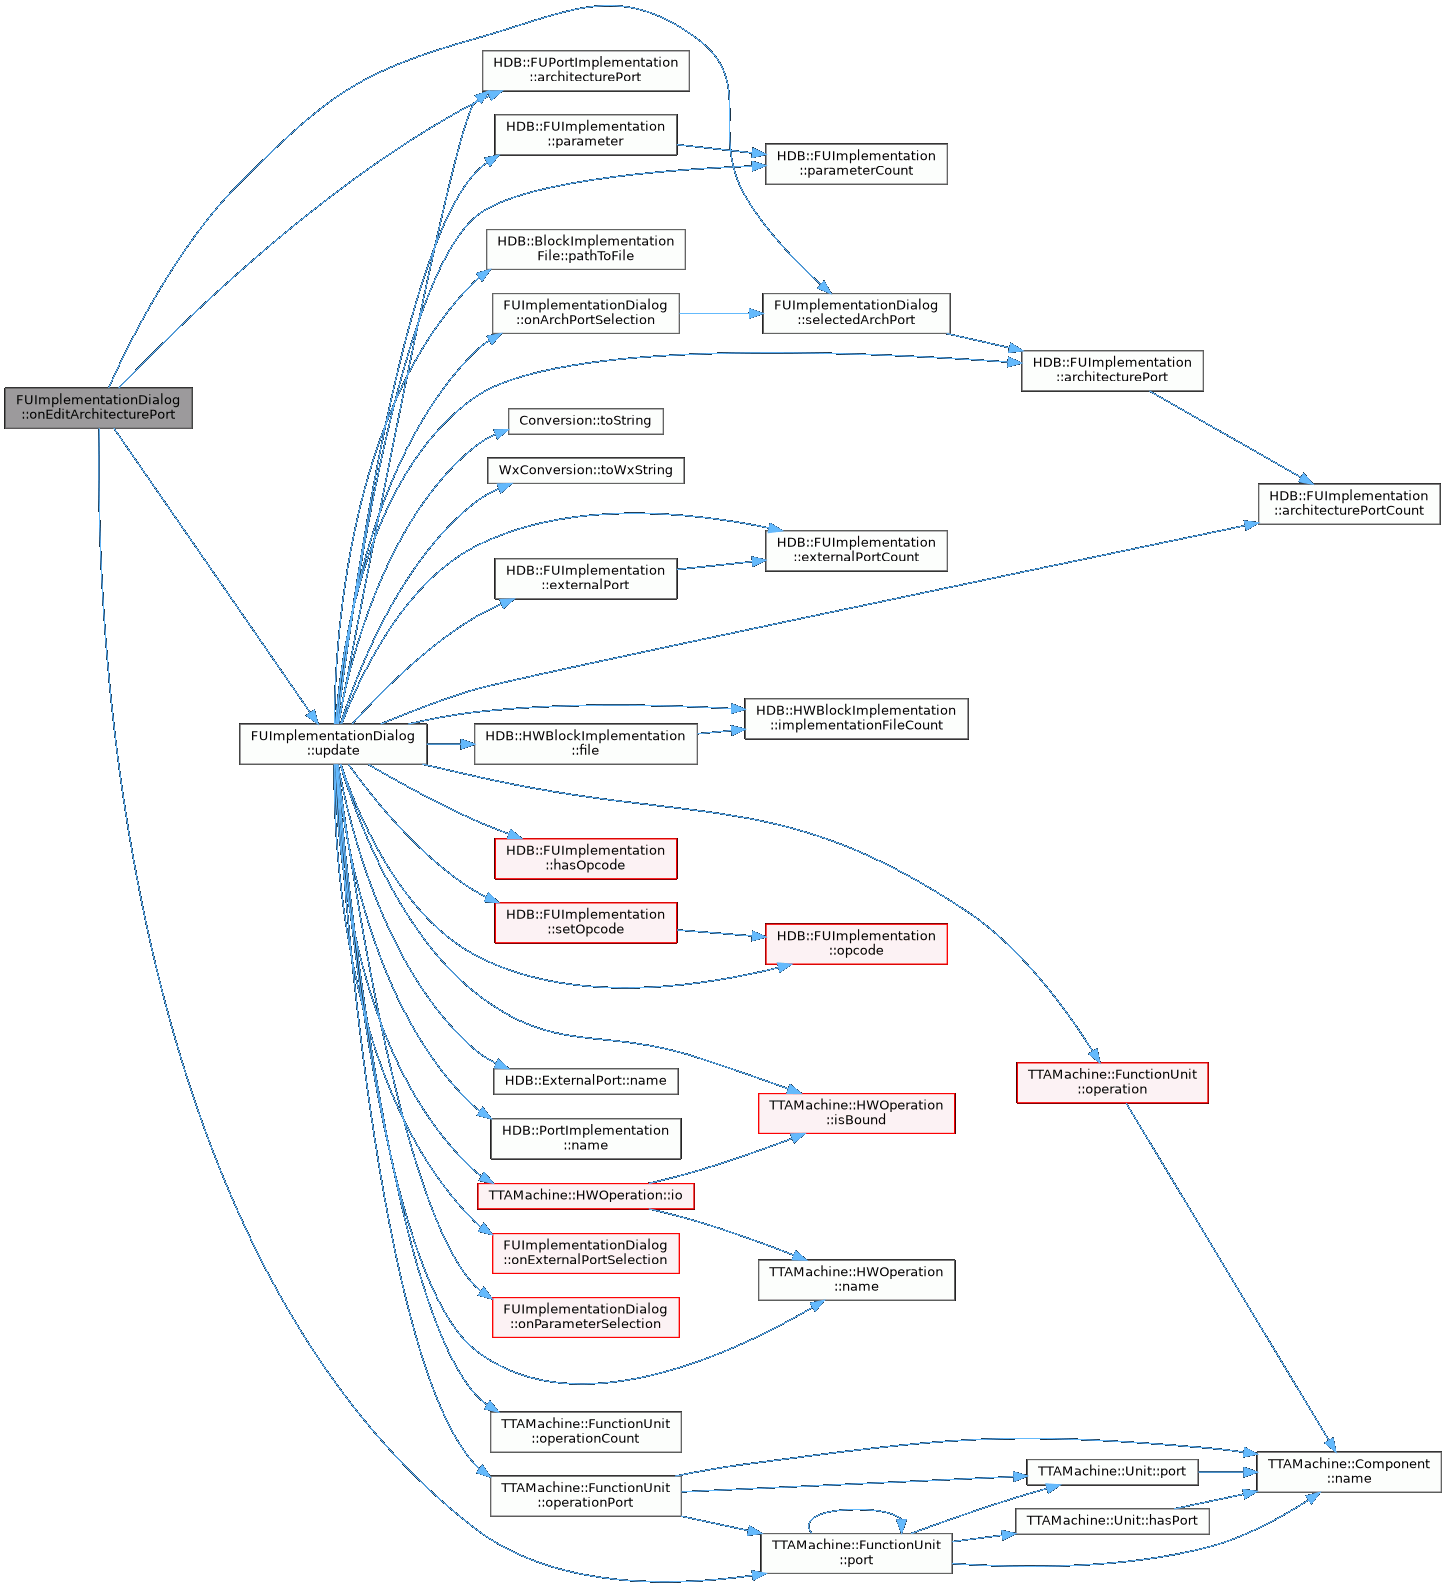 HDB::FUPortImplementation
::architecturePort
HDB::FUImplementation
::parameter
HDB::FUImplementation
::parameterCount
HDB::BlockImplementation
File::pathToFile
FUImplementationDialog
::onArchPortSelection
FUImplementationDialog
::selectedArchPort
HDB::FUImplementation
::architecturePort
FUImplementationDialog
::onEditArchitecturePort
Conversion::toString
WxConversion::toWxString
HDB::FUImplementation
::architecturePortCount
HDB::FUImplementation
::externalPortCount
HDB::FUImplementation
::externalPort
HDB::HWBlockImplementation
::implementationFileCount
FUImplementationDialog
::update
HDB::HWBlockImplementation
::file
HDB::FUImplementation
::hasOpcode
HDB::FUImplementation
::setOpcode
HDB::FUImplementation
::opcode
HDB::ExternalPort::name
TTAMachine::FunctionUnit
::operation
TTAMachine::HWOperation
::isBound
HDB::PortImplementation
::name
TTAMachine::HWOperation::io
FUImplementationDialog
::onExternalPortSelection
TTAMachine::HWOperation
::name
FUImplementationDialog
::onParameterSelection
TTAMachine::FunctionUnit
::operationCount
TTAMachine::Unit::port
TTAMachine::Component
::name
TTAMachine::FunctionUnit
::operationPort
TTAMachine::Unit::hasPort
TTAMachine::FunctionUnit
::port